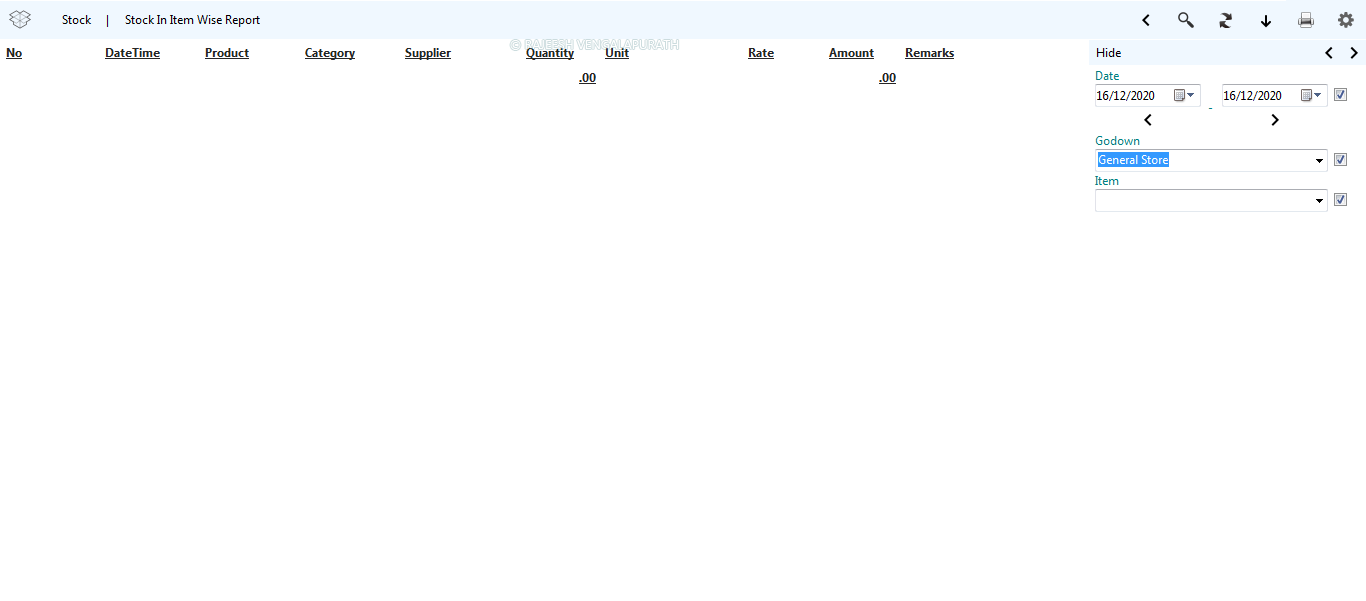 Stock | Stock In Item Wise Report
© RAJEESH VENGALAPURATH
No DateTime Product Category Supplier Quantity Unit Rate Amount Remarks
.00 .00
Hide
Date
16/12/2020 - 16/12/2020
Godown
General Store
Item